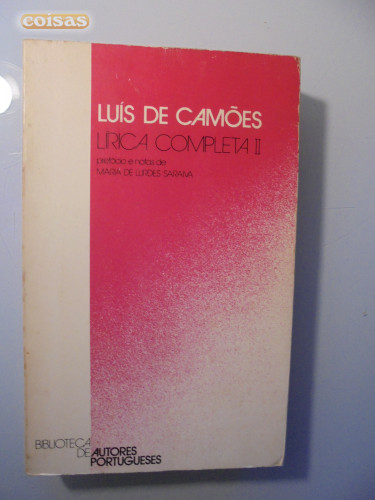 coisas
LUÍS DE CAMÕES
LÍRICA COMPLETA II
prefácio e notas de
MARIA DE LURDES SARAIVA
BIBLIOTECA
DE AUTORES
PORTUGUESES